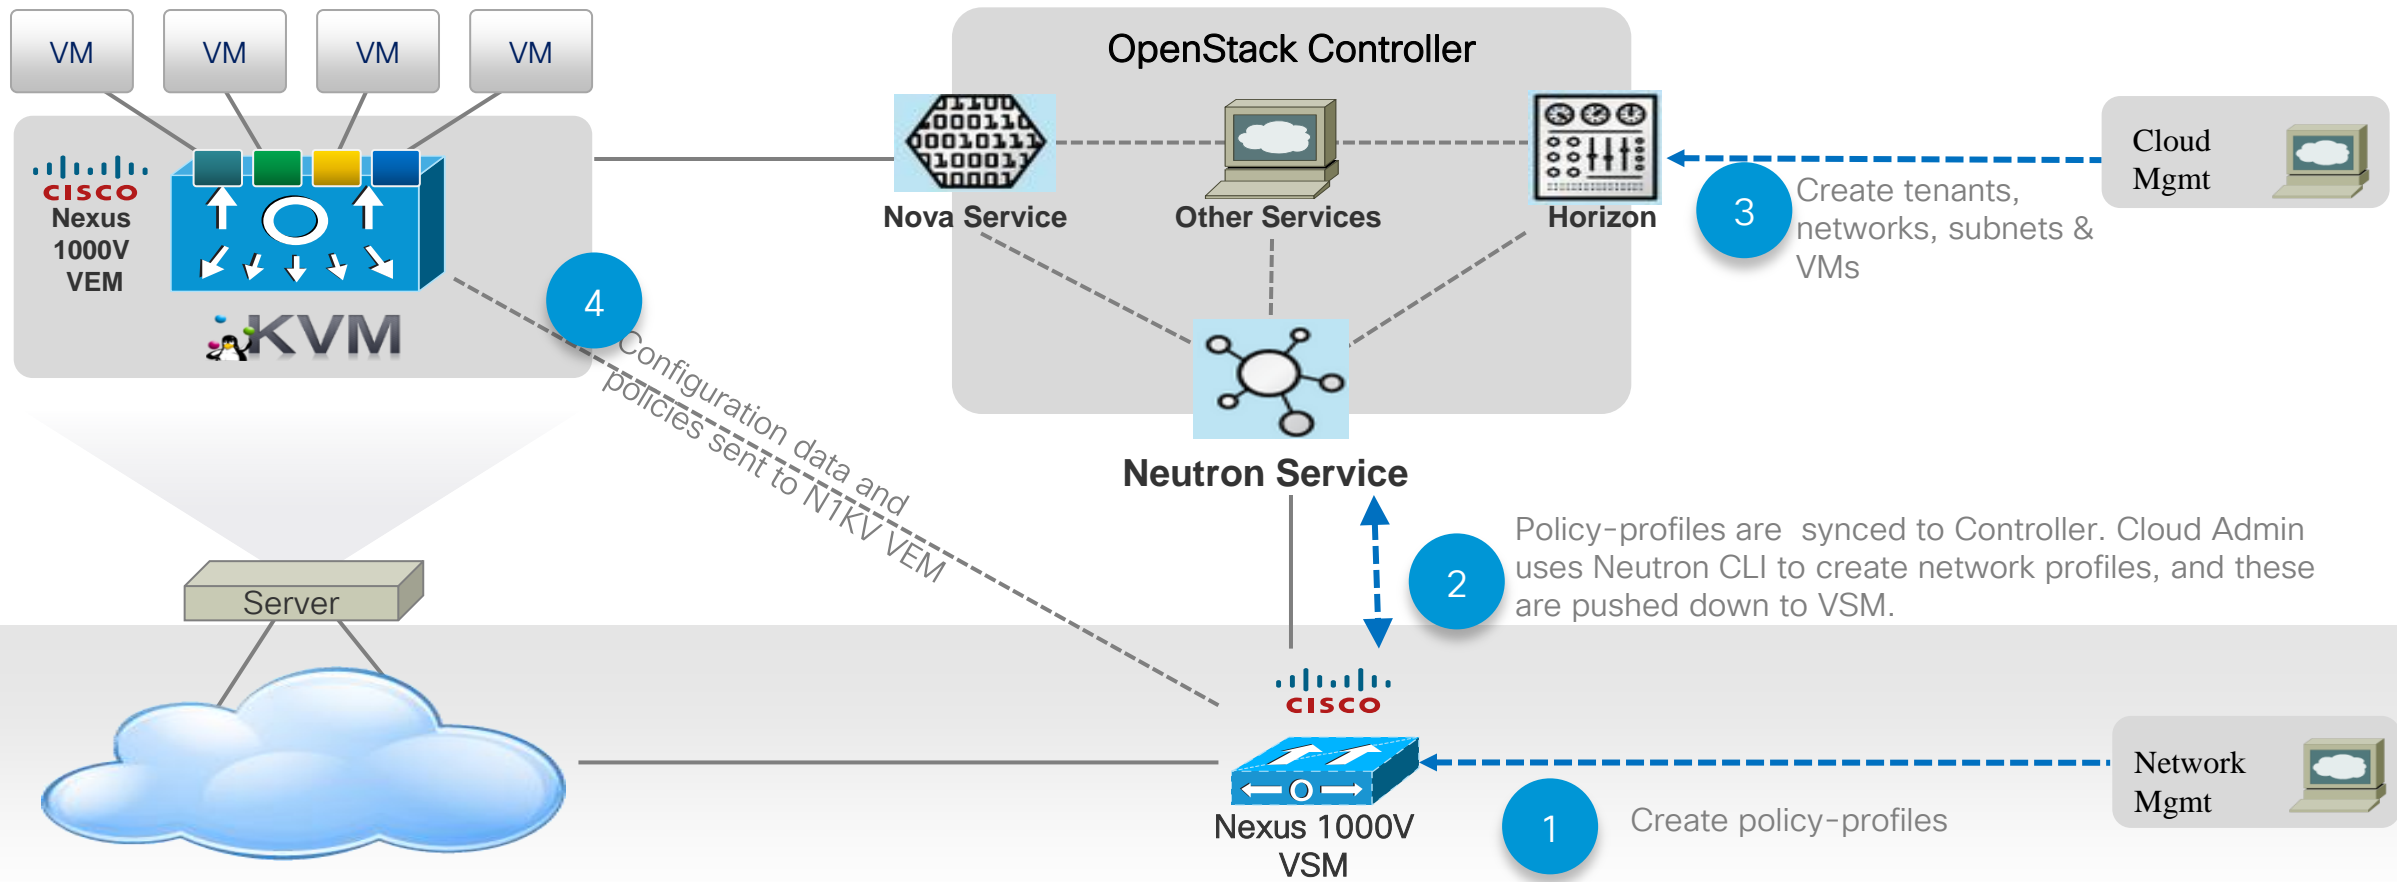 VM
VM
VM
VM
CISCO
Nexus
1000V
VEM
KVM
OpenStack Controller
Nova Service
Other Services
Horizon
Neutron Service
Cloud
Mgmt
3
Create tenants,
networks, subnets &
VMs
4
Configuration data and
policies sent to N1KV VEM
2
Policy-profiles are synced to Controller. Cloud Admin
uses Neutron CLI to create network profiles, and these
are pushed down to VSM.
Server
CISCO
Nexus 1000V
VSM
1
Create policy-profiles
Network
Mgmt